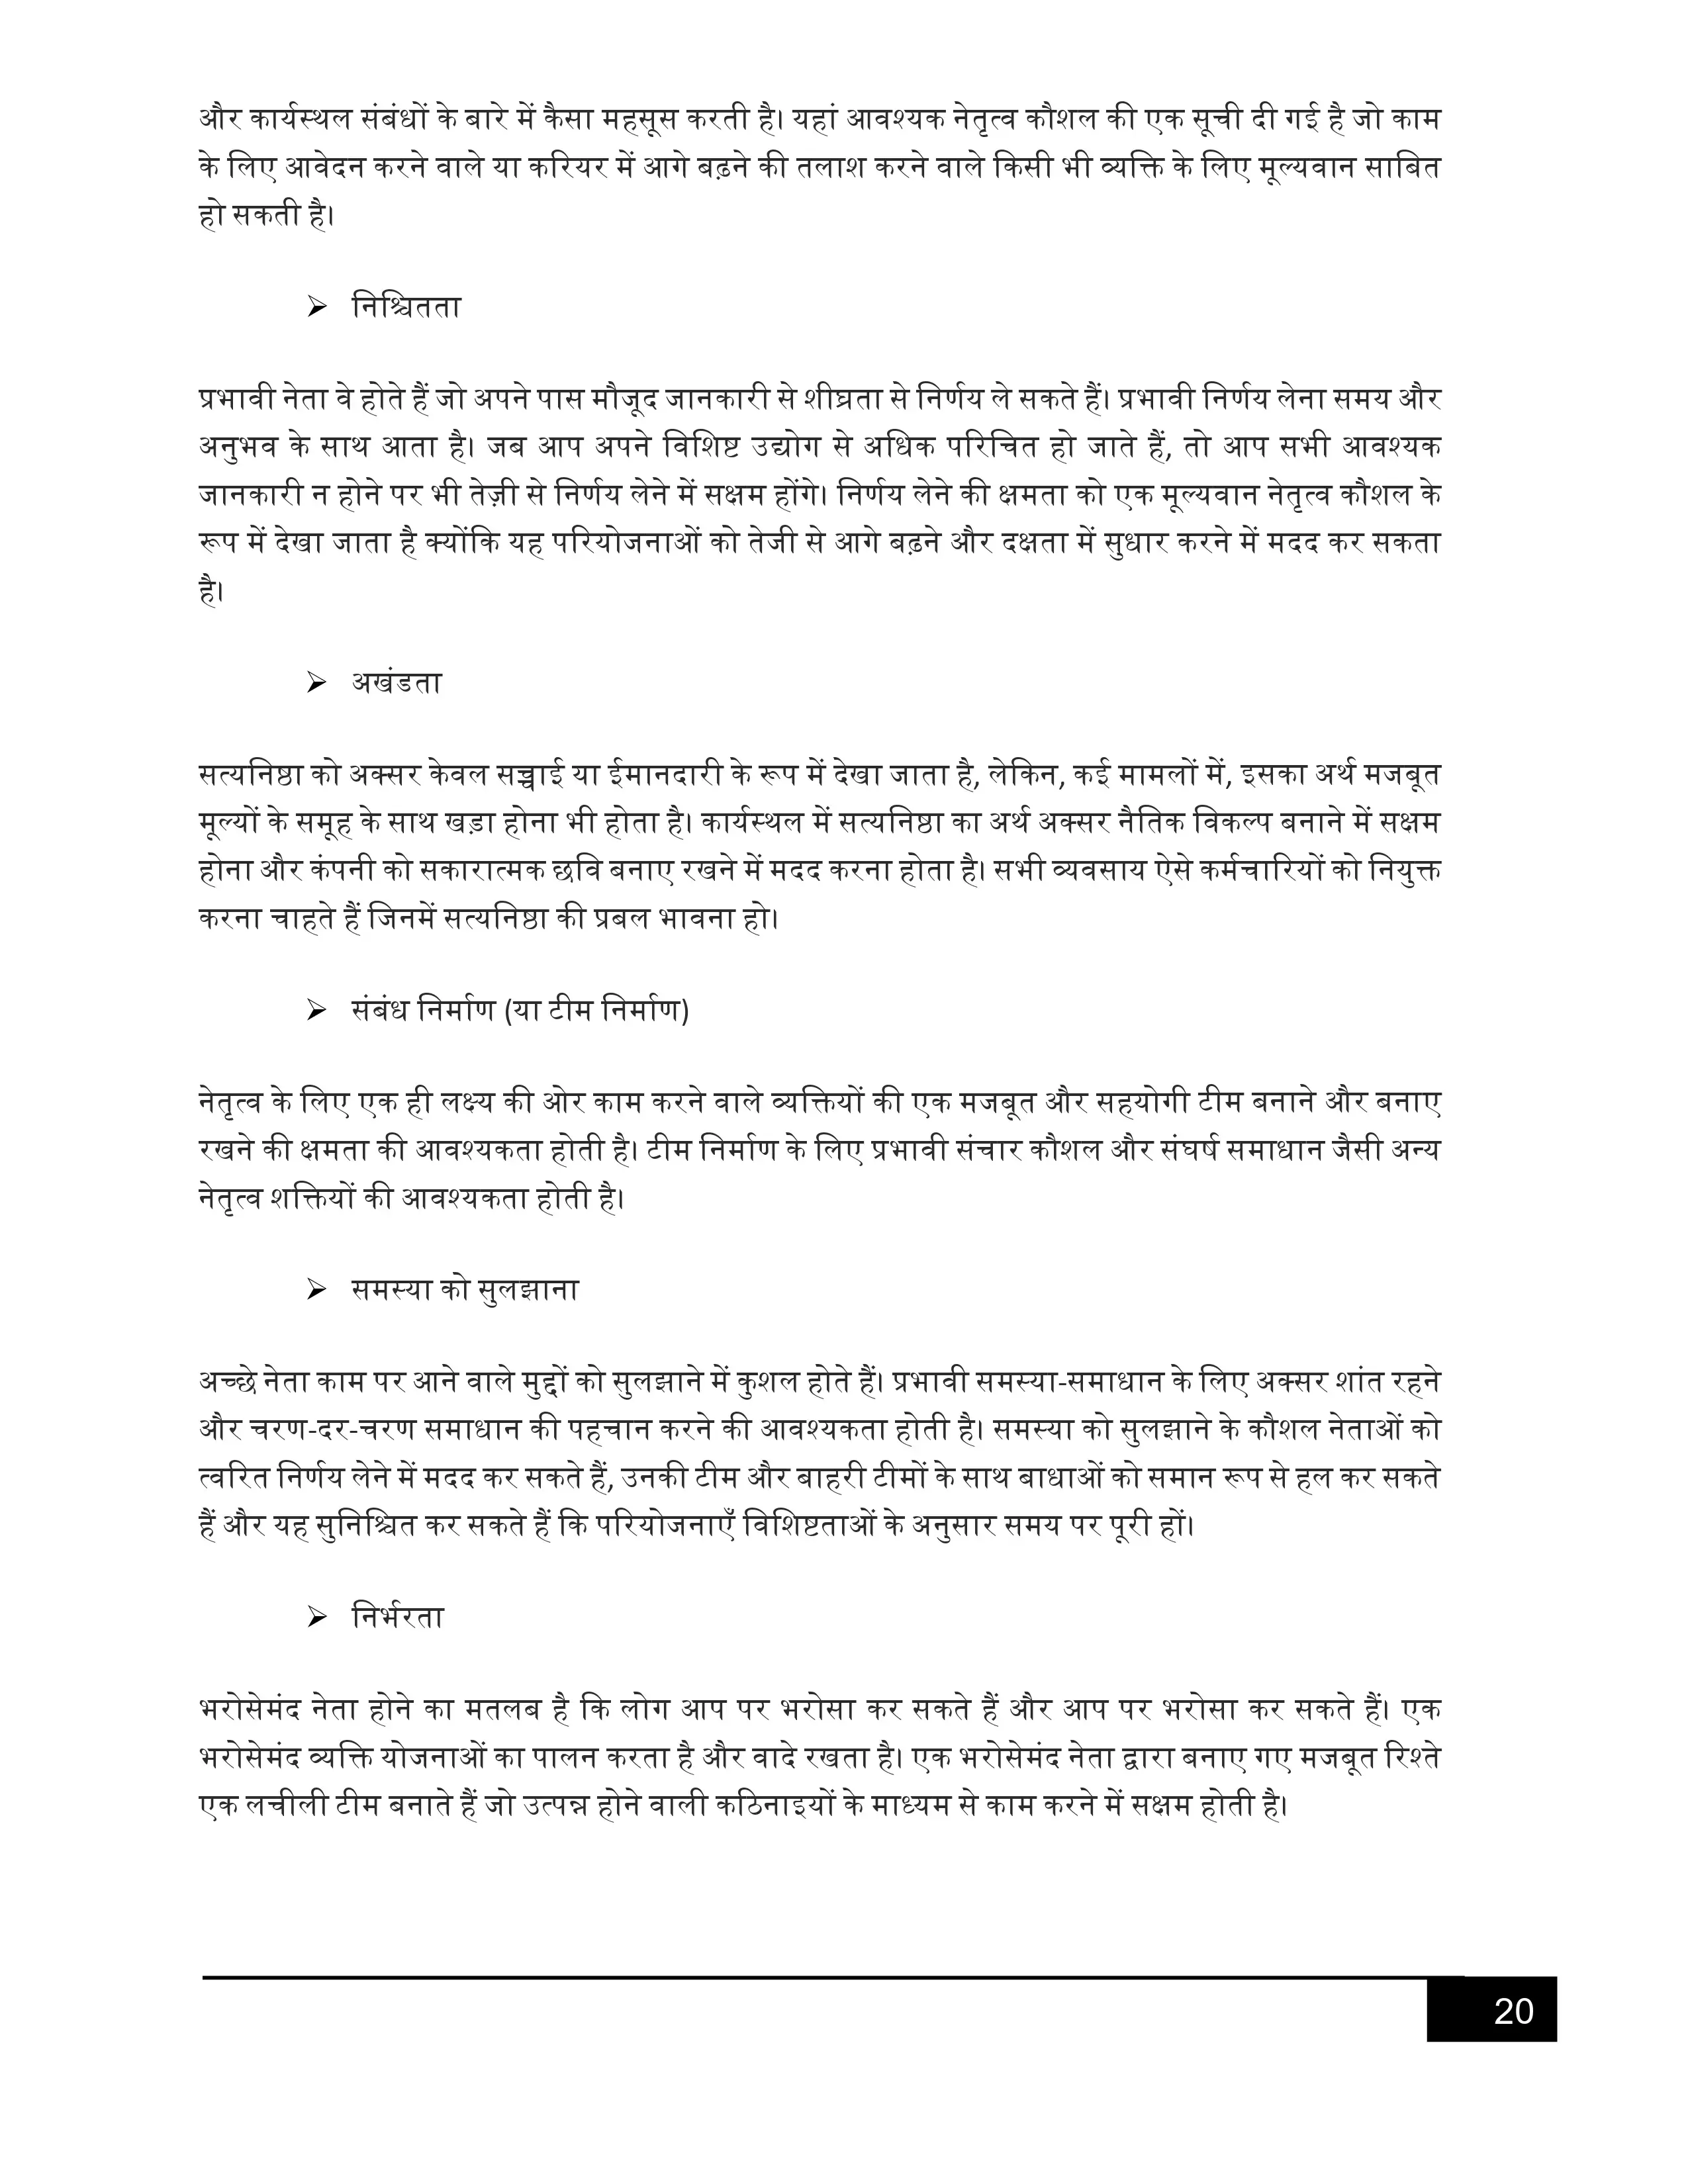 और कार्यस्थल संबंधों के बारे में कैसा महसूस करती है। यहां आवश्यक नेतृत्व कौशल की एक सूची दी गई है जो काम
के लिए आवेदन करने वाले या करियर में आगे बढ़ने की तलाश करने वाले किसी भी व्यक्ति के लिए मूल्यवान साबित
हो सकती है।
➢ निश्चितता
प्रभावी नेता वे होते हैं जो अपने पास मौजूद जानकारी से शीघ्रता से निर्णय ले सकते हैं। प्रभावी निर्णय लेना समय और
अनुभव के साथ आता है। जब आप अपने विशिष्ट उद्योग से अधिक परिचित हो जाते हैं, तो आप सभी आवश्यक
जानकारी न होने पर भी तेज़ी से निर्णय लेने में सक्षम होंगे। निर्णय लेने की क्षमता को एक मूल्यवान नेतृत्व कौशल के
रूप में देखा जाता है क्योंकि यह परियोजनाओं को तेजी से आगे बढ़ने और दक्षता में सुधार करने में मदद कर सकता
है।
➢ अखंडता
सत्यनिष्ठा को अक्सर केवल सच्चाई या ईमानदारी के रूप में देखा जाता है, लेकिन, कई मामलों में, इसका अर्थ मजबूत
मूल्यों के समूह के साथ खड़ा होना भी होता है। कार्यस्थल में सत्यनिष्ठा का अर्थ अक्सर नैतिक विकल्प बनाने में सक्षम
होना और कंपनी को सकारात्मक छवि बनाए रखने में मदद करना होता है। सभी व्यवसाय ऐसे कर्मचारियों को नियुक्त
करना चाहते हैं जिनमें सत्यनिष्ठा की प्रबल भावना हो।
➢ संबंध निर्माण (या टीम निर्माण)
नेतृत्व के लिए एक ही लक्ष्य की ओर काम करने वाले व्यक्तियों की एक मजबूत और सहयोगी टीम बनाने और बनाए
रखने की क्षमता की आवश्यकता होती है। टीम निर्माण के लिए प्रभावी संचार कौशल और संघर्ष समाधान जैसी अन्य
नेतृत्व शक्तियों की आवश्यकता होती है।
➢ समस्या को सुलझाना
अच्छे नेता काम पर आने वाले मुद्दों को सुलझाने में कुशल होते हैं। प्रभावी समस्या-समाधान के लिए अक्सर शांत रहने
और चरण-दर-चरण समाधान की पहचान करने की आवश्यकता होती है। समस्या को सुलझाने के कौशल नेताओं को
त्वरित निर्णय लेने में मदद कर सकते हैं, उनकी टीम और बाहरी टीमों के साथ बाधाओं को समान रूप से हल कर सकते
हैं और यह सुनिश्चित कर सकते हैं कि परियोजनाएँ विशिष्टताओं के अनुसार समय पर पूरी हों।
➢ निर्भरता
भरोसेमंद नेता होने का मतलब है कि लोग आप पर भरोसा कर सकते हैं और आप पर भरोसा कर सकते हैं। एक
भरोसेमंद व्यक्ति योजनाओं का पालन करता है और वादे रखता है। एक भरोसेमंद नेता द्वारा बनाए गए मजबूत रिश्ते
एक लचीली टीम बनाते हैं जो उत्पन्न होने वाली कठिनाइयों के माध्यम से काम करने में सक्षम होती है।
20